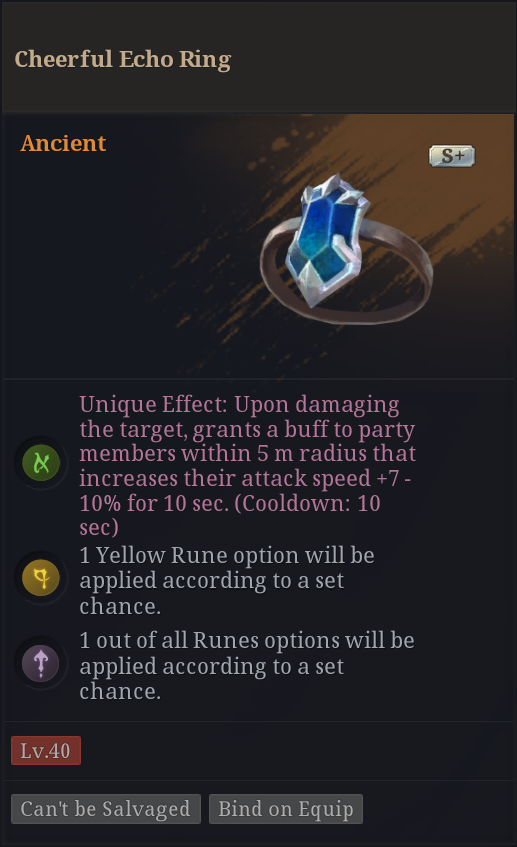 Cheerful Echo Ring
Ancient
S+
Unique Effect: Upon damaging
the target, grants a buff to party
members within 5 m radius that
increases their attack speed +7 -
10% for 10 sec. (Cooldown: 10
sec)
1 Yellow Rune option will be
applied according to a set
chance.
1 out of all Runes options will be
applied according to a set
chance.
Lv.40
Can't be Salvaged
Bind on Equip